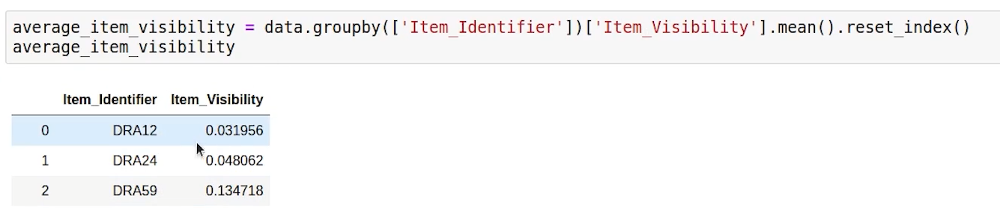 average_item_visibility = data.groupby(['Item_Identifier'])['Item_Visibility'].mean().reset_index()
average_item_visibility
Item_Identifier Item_Visibility
0 DRA12 0.031956
1 DRA24 0.048062
2 DRA59 0.134718